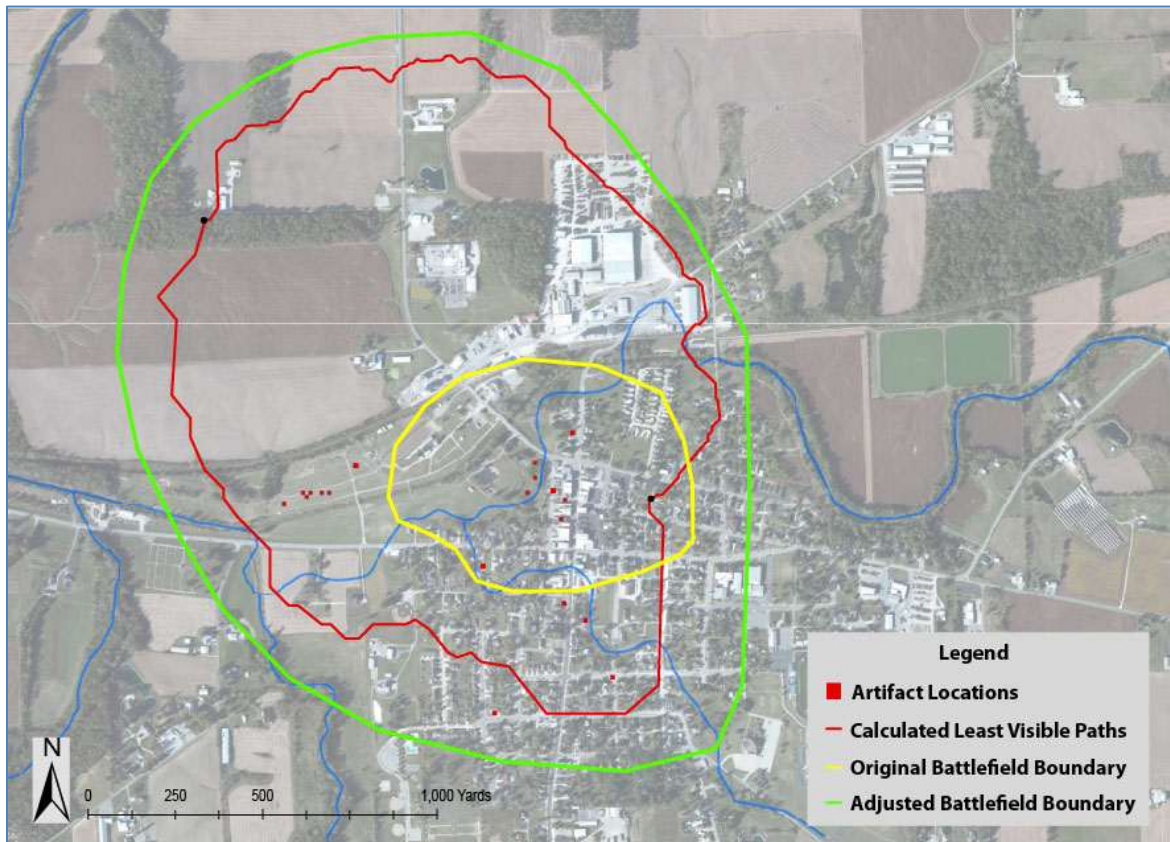 Legend
Artifact Locations
Calculated Least Visible Paths
Original Battlefield Boundary
Adjusted Battlefield Boundary
N
0 250 500 1,000 Yards